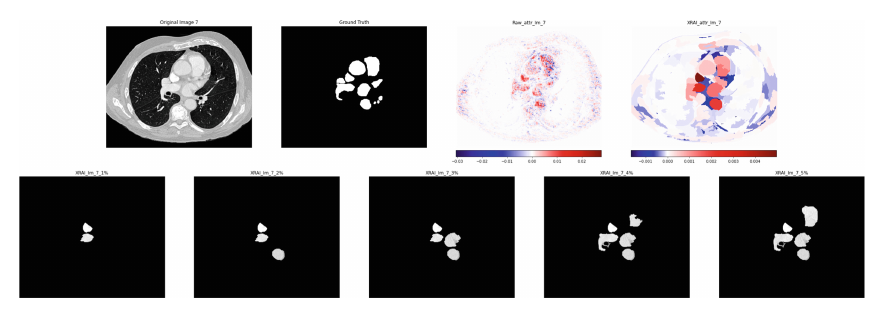 Original Image 7
Ground Truth
Raw_attr_Im_7
XRAI_attr_Im_7
−0.03 −0.02 −0.01 0.00 0.01 0.02
−0.001 0.000 0.001 0.002 0.003 0.004
XRAI_Im_7_1%
XRAI_Im_7_2%
XRAI_Im_7_3%
XRAI_Im_7_4%
XRAI_Im_7_5%